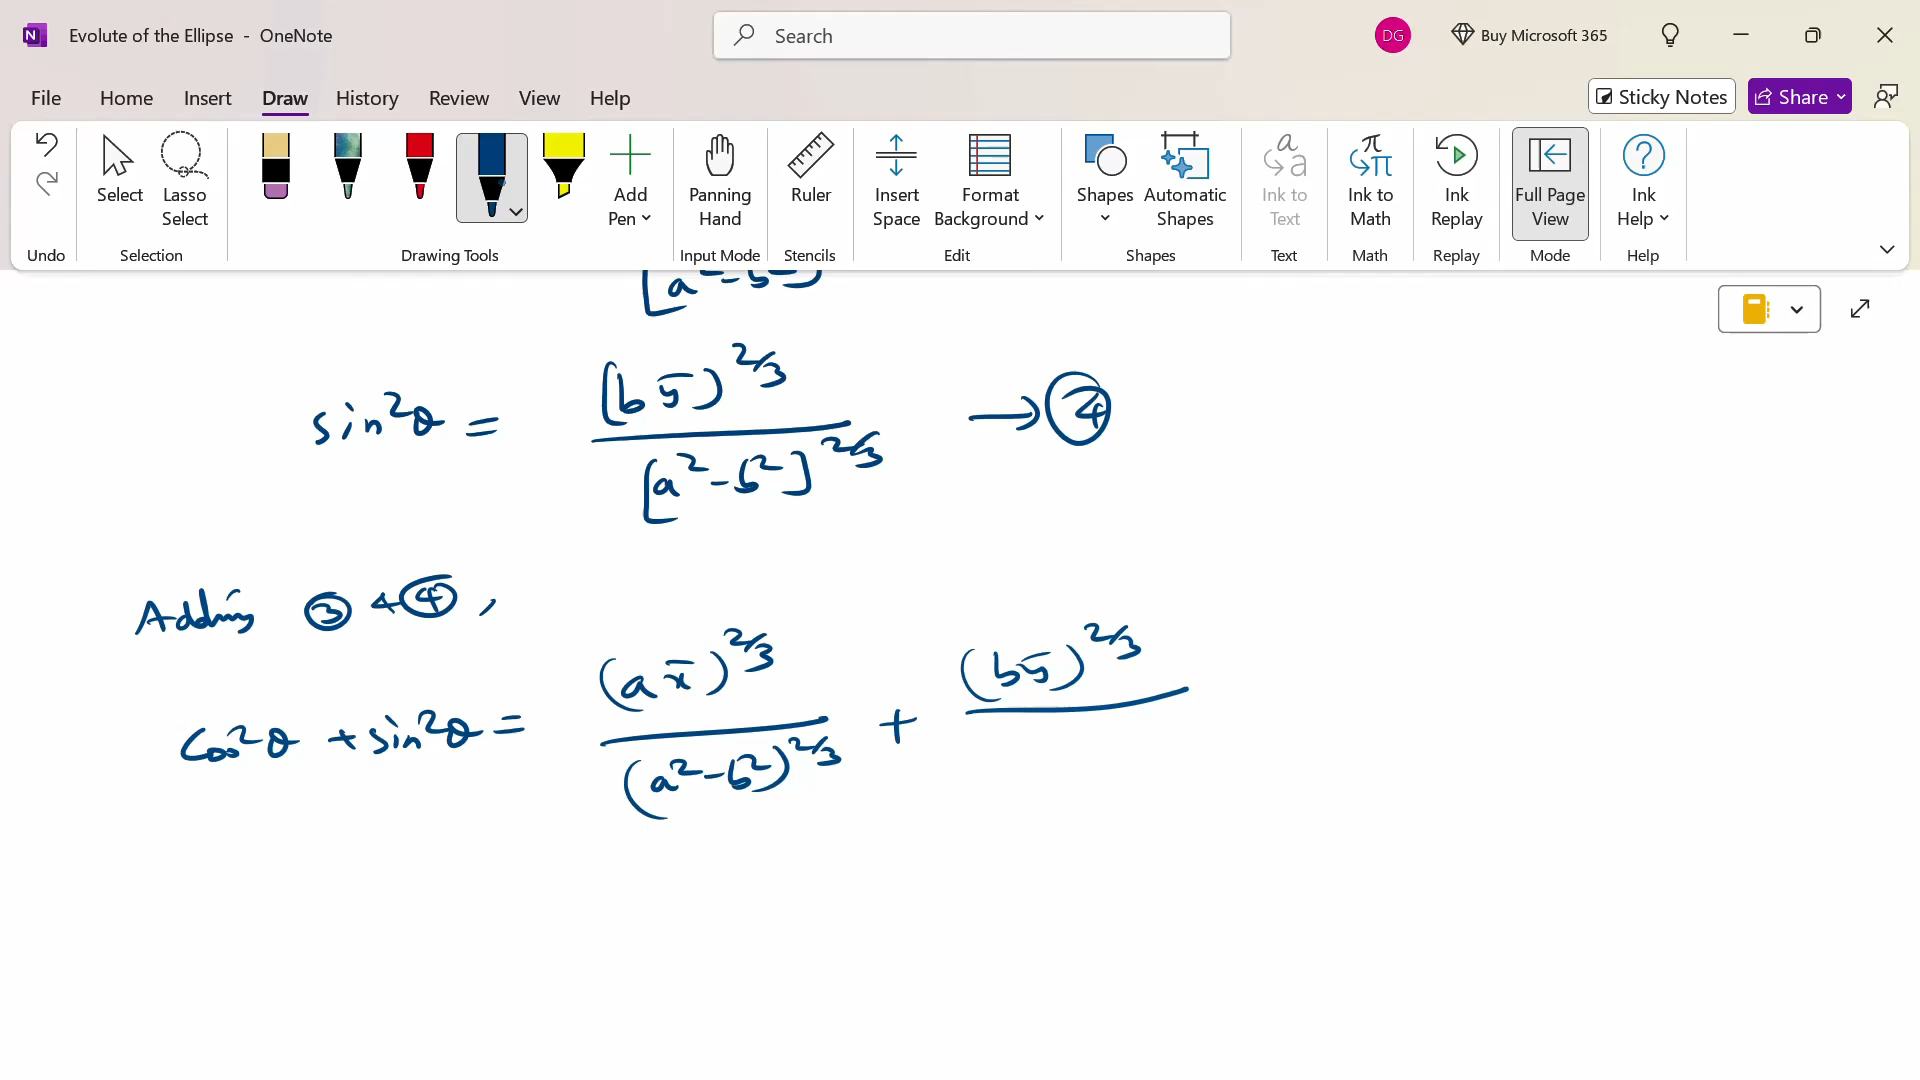 Evolute of the Ellipse - OneNote
Search
DG
Buy Microsoft 365
File Home Insert Draw History Review View Help
Sticky Notes
Share
Select
Lasso Select
Add Pen
Panning Hand
Ruler
Insert Space
Format Background
Shapes
Automatic Shapes
Ink to Text
Ink to Math
Ink Replay
Full Page View
Ink Help
Undo
Selection
Drawing Tools
Input Mode
Stencils
Edit
Shapes
Text
Math
Replay
Mode
Help
[a²-b²]
sin²θ = [bȳ)^2/3 / [a²-b²]^2/3 → ④
Adding ③ + ④,
Cos²θ + sin²θ = (ax̄)^2/3 / (a²-b²)^2/3 + (bȳ)^2/3